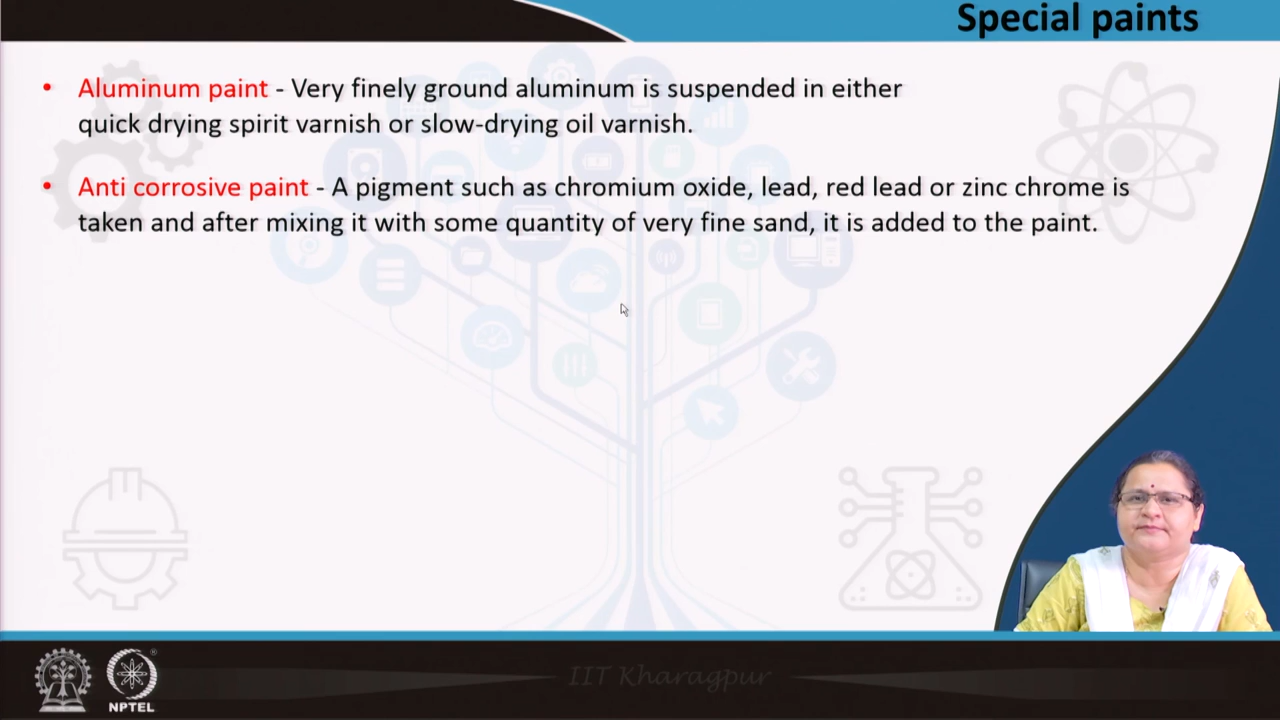 Special paints
• Aluminum paint - Very finely ground aluminum is suspended in either
quick drying spirit varnish or slow-drying oil varnish.
• Anti corrosive paint - A pigment such as chromium oxide, lead, red lead or zinc chrome is
taken and after mixing it with some quantity of very fine sand, it is added to the paint.
IIT Kharagpur
NPTEL